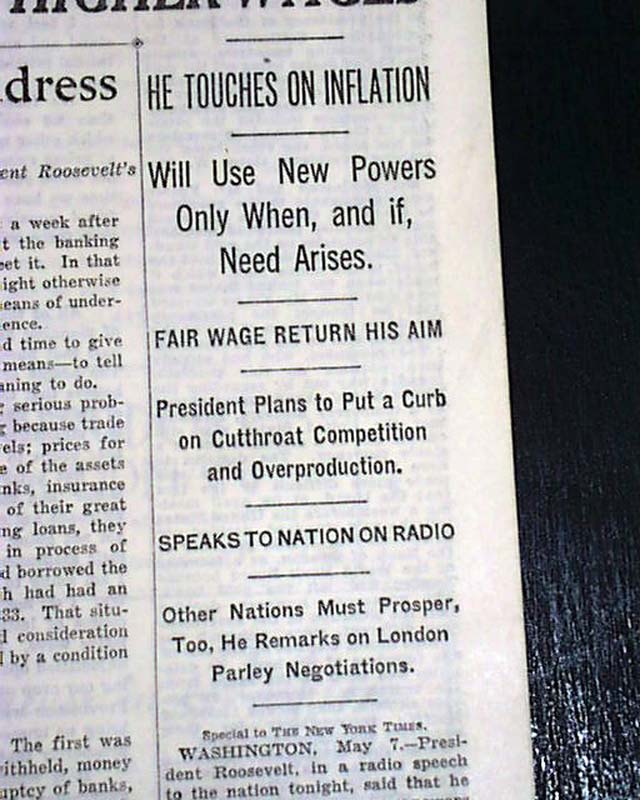 HIGHER WAGES
dress
ent Roosevelt's
a week after
t the banking
eet it. In that
ight otherwise
eans of under-
ence.
d time to give
means—to tell
aning to do.
serious prob-
because trade
els; prices for
e of the assets
nks, insurance
of their great
ng loans, they
in process of
d borrowed the
h had had an
33. That situ-
d consideration
by a condition
The first was
ithheld, money
uptcy of banks,
HE TOUCHES ON INFLATION
Will Use New Powers
Only When, and if,
Need Arises.
FAIR WAGE RETURN HIS AIM
President Plans to Put a Curb
on Cutthroat Competition
and Overproduction.
SPEAKS TO NATION ON RADIO
Other Nations Must Prosper,
Too, He Remarks on London
Parley Negotiations.
Special to THE NEW YORK TIMES.
WASHINGTON, May 7.—Presi-
dent Roosevelt, in a radio speech
to the nation tonight, said that he